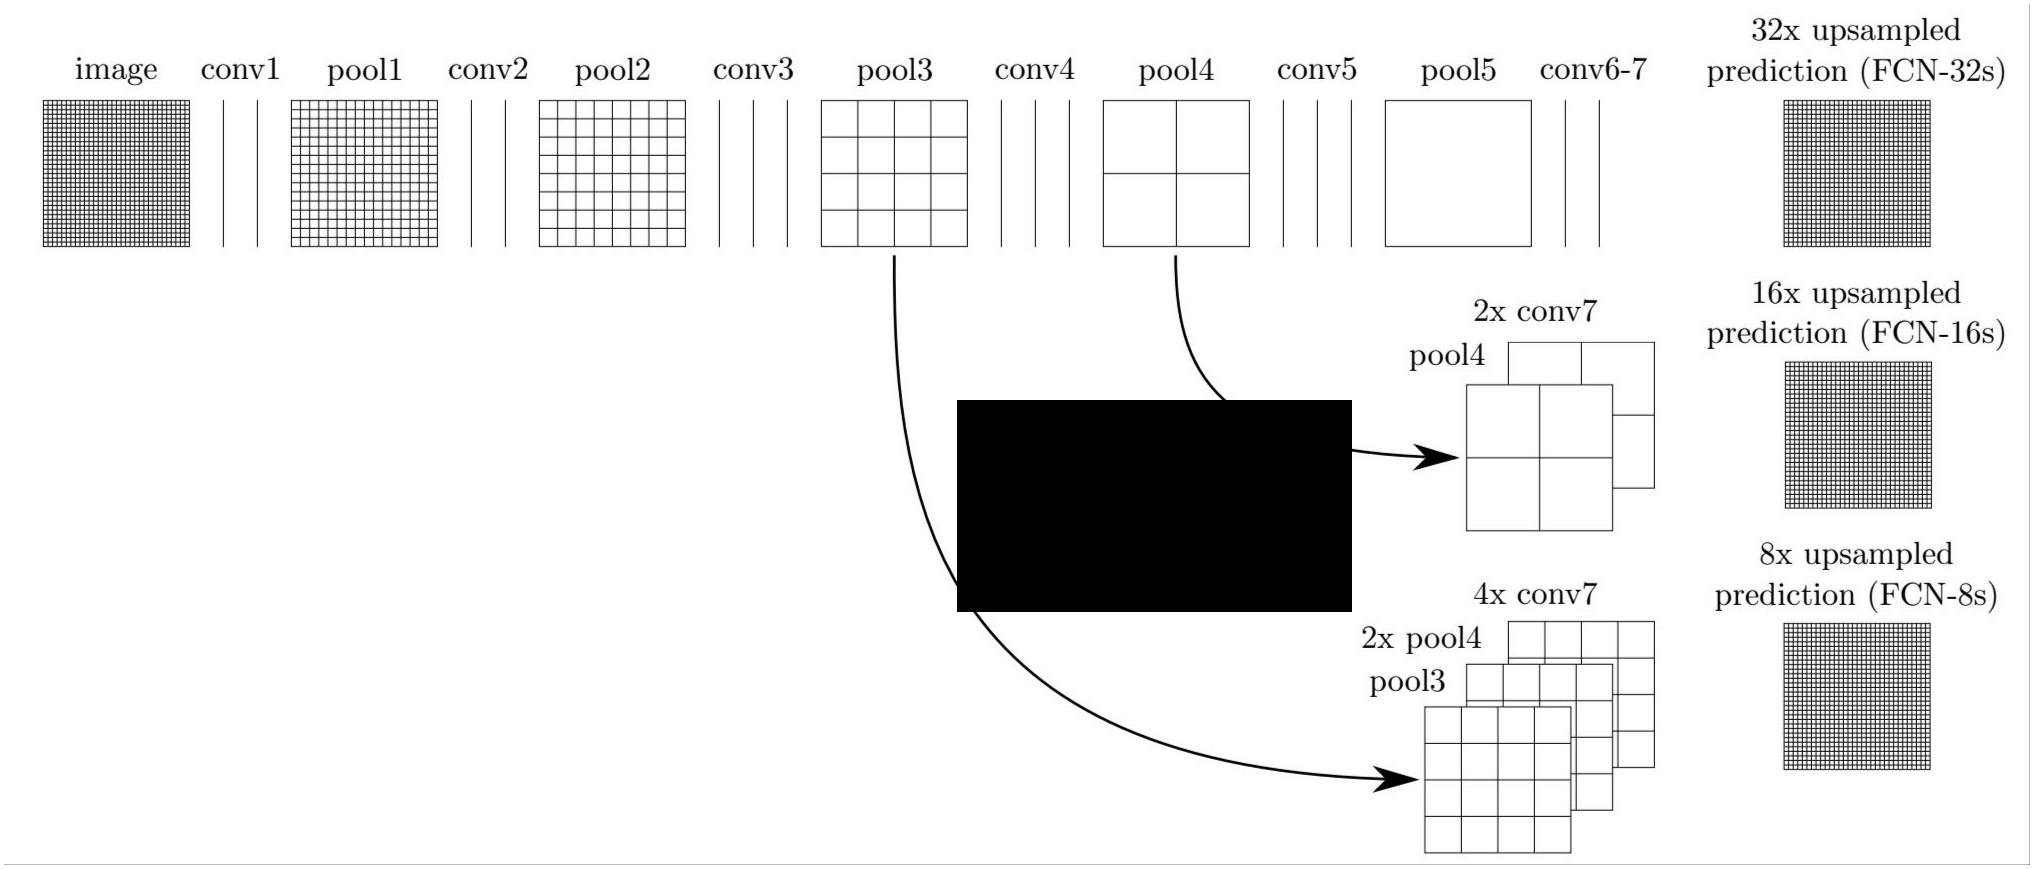 image conv1 pool1 conv2 pool2 conv3 pool3 conv4 pool4 conv5 pool5 conv6-7
32x upsampled
prediction (FCN-32s)
2x conv7
pool4
16x upsampled
prediction (FCN-16s)
4x conv7
2x pool4
pool3
8x upsampled
prediction (FCN-8s)